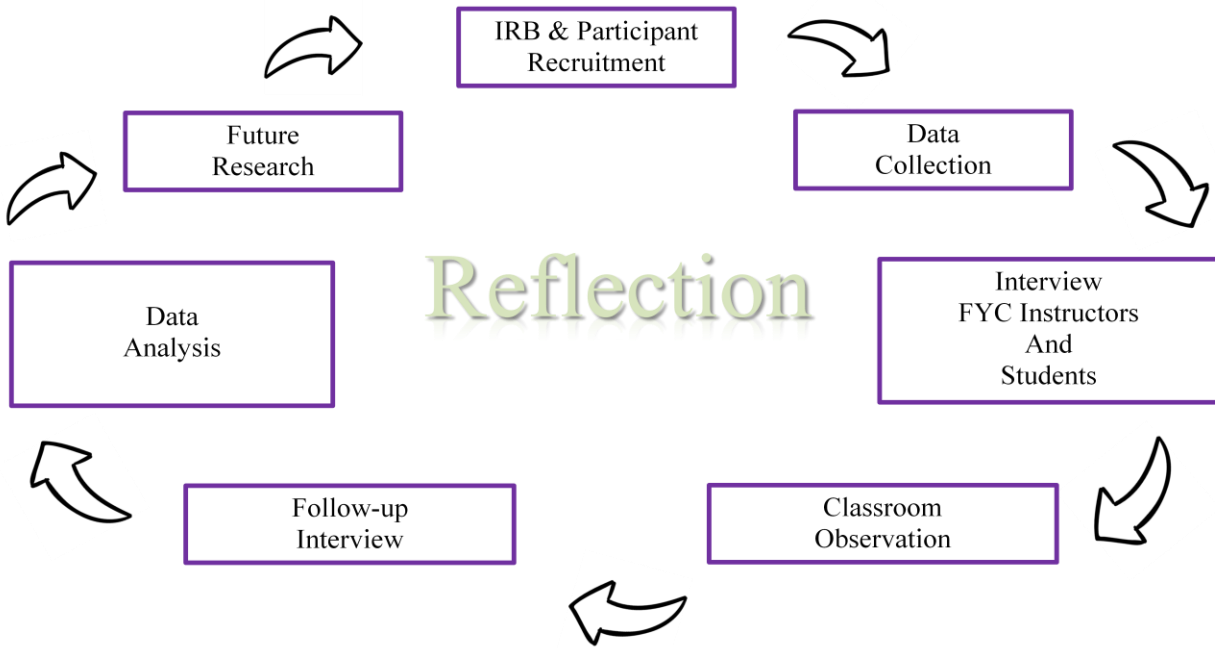 IRB & Participant
Recruitment
Data
Collection
Interview
FYC Instructors
And
Students
Classroom
Observation
Follow-up
Interview
Data
Analysis
Future
Research
Reflection